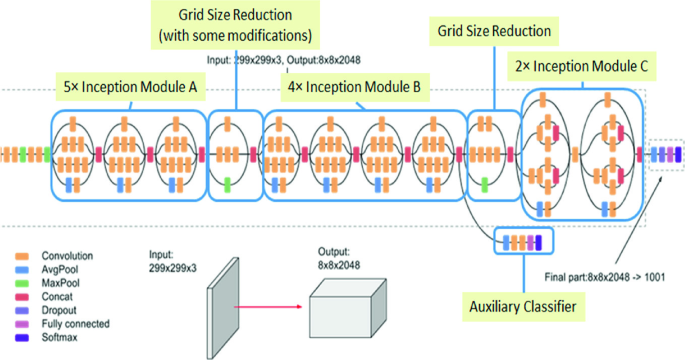 Grid Size Reduction
(with some modifications)
Grid Size Reduction
Input: 299x299x3, Output:8x8x2048
5× Inception Module A
4× Inception Module B
2× Inception Module C
Convolution
AvgPool
MaxPool
Concat
Dropout
Fully connected
Softmax
Input:
299x299x3
Output:
8x8x2048
Final part:8x8x2048 -> 1001
Auxiliary Classifier